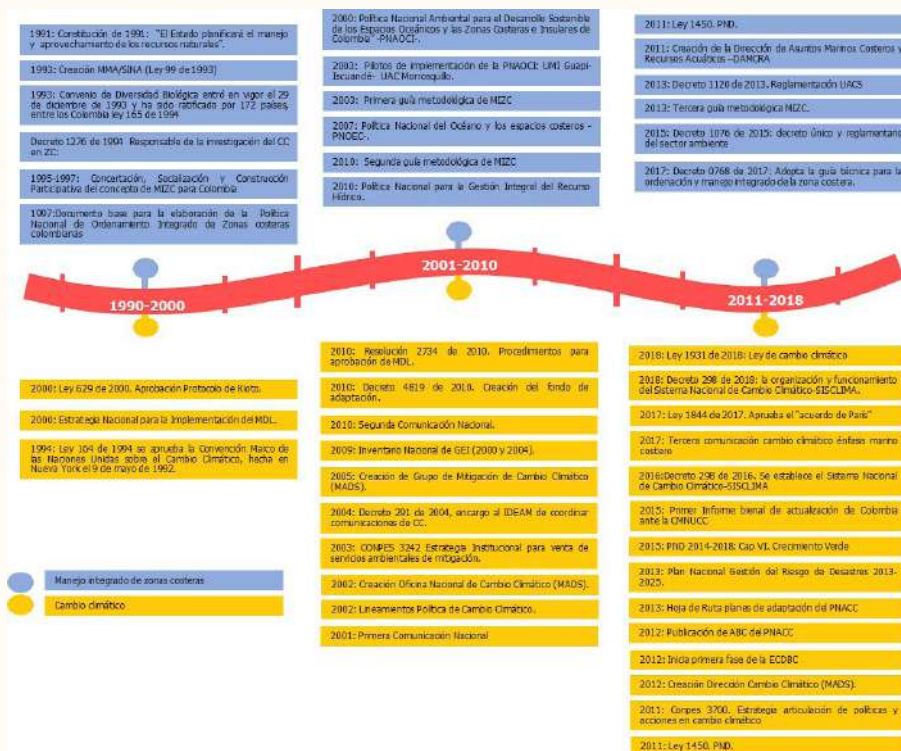 1991: Constitución de 1991: "El Estado planificará el manejo
y aprovechamiento de los recursos naturales".
1993: Creación MMA/SINA (Ley 99 de 1993)
1993: Convenio de Diversidad Biológica entró en vigor el 29
de diciembre de 1993 y ha sido ratificado por 172 países,
entre los Colombia ley 165 de 1994
Decreto 1276 de 1994 Responsable de la investigación del CC
en ZC.
1995-1997: Concertación, Socialización y Construcción
Participativa del concepto de MIZC para Colombia
1997:Documento base para la elaboración de la Política
Nacional de Ordenamiento Integrado de Zonas costeras
colombianas
2000: Política Nacional Ambiental para el Desarrollo Sostenible
de los Espacios Oceánicos y las Zonas Costeras e Insulares de
Colombia" -PNAOCI-.
2003: Pilotos de implementación de la PNAOCI: UMI Guapi-
Iscuandé- UAC Morrosquillo.
2003: Primera guía metodológica de MIZC.
2007: Política Nacional del Océano y los espacios costeros -
PNOEC-.
2010: Segunda guía metodológica de MIZC
2010: Política Nacional para la Gestión Integral del Recurso
Hídrico.
2011: Ley 1450. PND.
2011: Creación de la Dirección de Asuntos Marinos Costeros y
Recursos Acuáticos –DAMCRA
2013: Decreto 1120 de 2013. Reglamentación UACS
2013: Tercera guía metodológica MIZC.
2015: Decreto 1076 de 2015: decreto único y reglamentario
del sector ambiente
2017: Decreto 0768 de 2017: Adopta la guía técnica para la
ordenación y manejo integrado de la zona costera.
1990-2000
2001-2010
2011-2018
2000: Ley 629 de 2000. Aprobación Protocolo de Kioto.
2000: Estrategia Nacional para la Implementación del MDL.
1994: Ley 164 de 1994 se aprueba la Convención Marco de
las Naciones Unidas sobre el Cambio Climático, hecha en
Nueva York el 9 de mayo de 1992.
2010: Resolución 2734 de 2010. Procedimientos para
aprobación de MDL.
2010: Decreto 4819 de 2010. Creación del fondo de
adaptación.
2010: Segunda Comunicación Nacional.
2009: Inventario Nacional de GEI (2000 y 2004).
2005: Creación de Grupo de Mitigación de Cambio Climático
(MADS).
2004: Decreto 291 de 2004, encargo al IDEAM de coordinar
comunicaciones de CC.
2003: CONPES 3242 Estrategia Institucional para venta de
servicios ambientales de mitigación.
2002: Creación Oficina Nacional de Cambio Climático (MADS).
2002: Lineamientos Política de Cambio Climático.
2001: Primera Comunicación Nacional
2018: Ley 1931 de 2018: Ley de cambio climático
2018: Decreto 298 de 2018: la organización y funcionamiento
del Sistema Nacional de Cambio Climático-SISCLIMA.
2017: Ley 1844 de 2017. Aprueba el "acuerdo de París"
2017: Tercera comunicación cambio climático énfasis marino
costero
2016:Decreto 298 de 2016. Se establece el Sistema Nacional
de Cambio Climático-SISCLIMA
2015: Primer Informe bienal de actualización de Colombia
ante la CMNUCC
2015: PND 2014-2018: Cap VI. Crecimiento Verde
2013: Plan Nacional Gestión del Riesgo de Desastres 2013-
2025.
2013: Hoja de Ruta planes de adaptación del PNACC
2012: Publicación de ABC del PNACC
2012: Inicia primera fase de la ECDBC
2012: Creación Dirección Cambio Climático (MADS).
2011: Conpes 3700. Estrategia articulación de políticas y
acciones en cambio climático
2011: Ley 1450. PND.
Manejo integrado de zonas costeras
Cambio climático